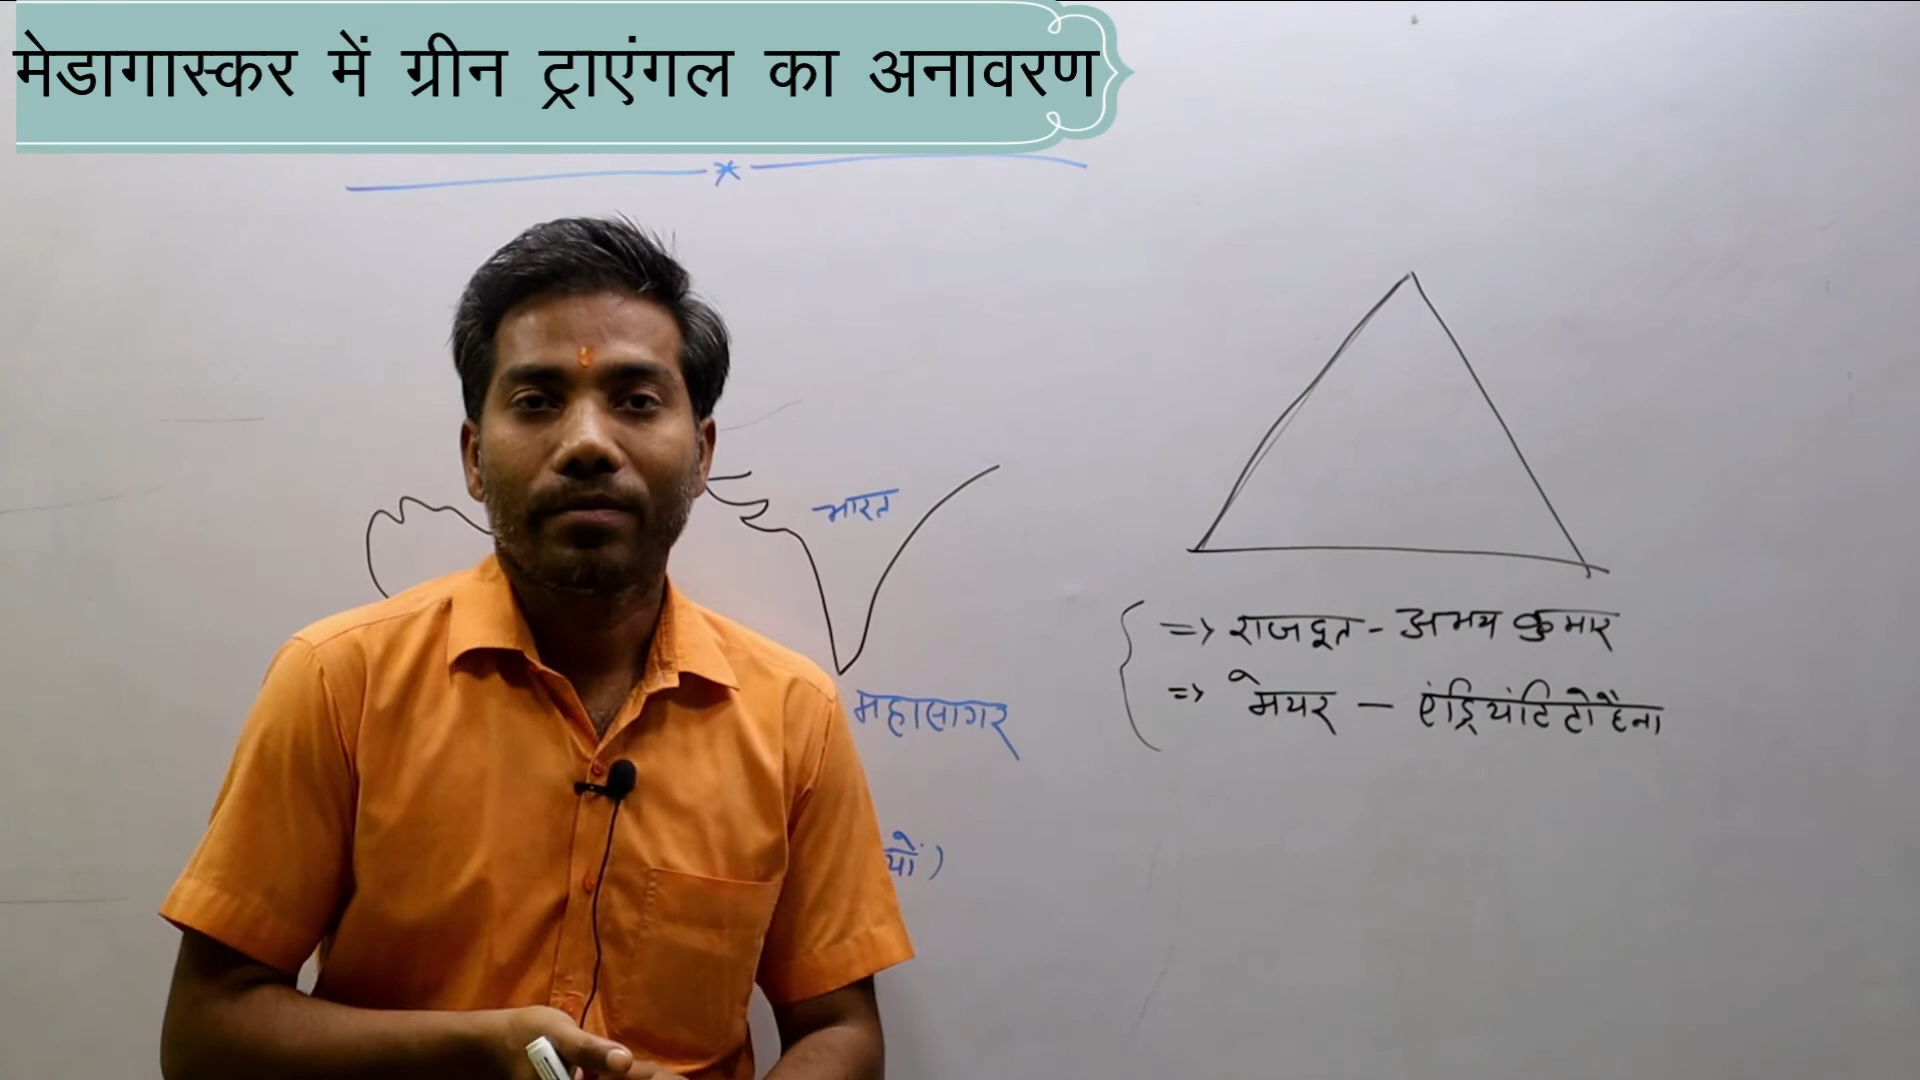 मेडागास्कर में ग्रीन ट्राएंगल का अनावरण
भारत
महासागर
यों)
=> राजदूत - अभय कुमार
=> मेयर - एंड्रियंटिटोहैना